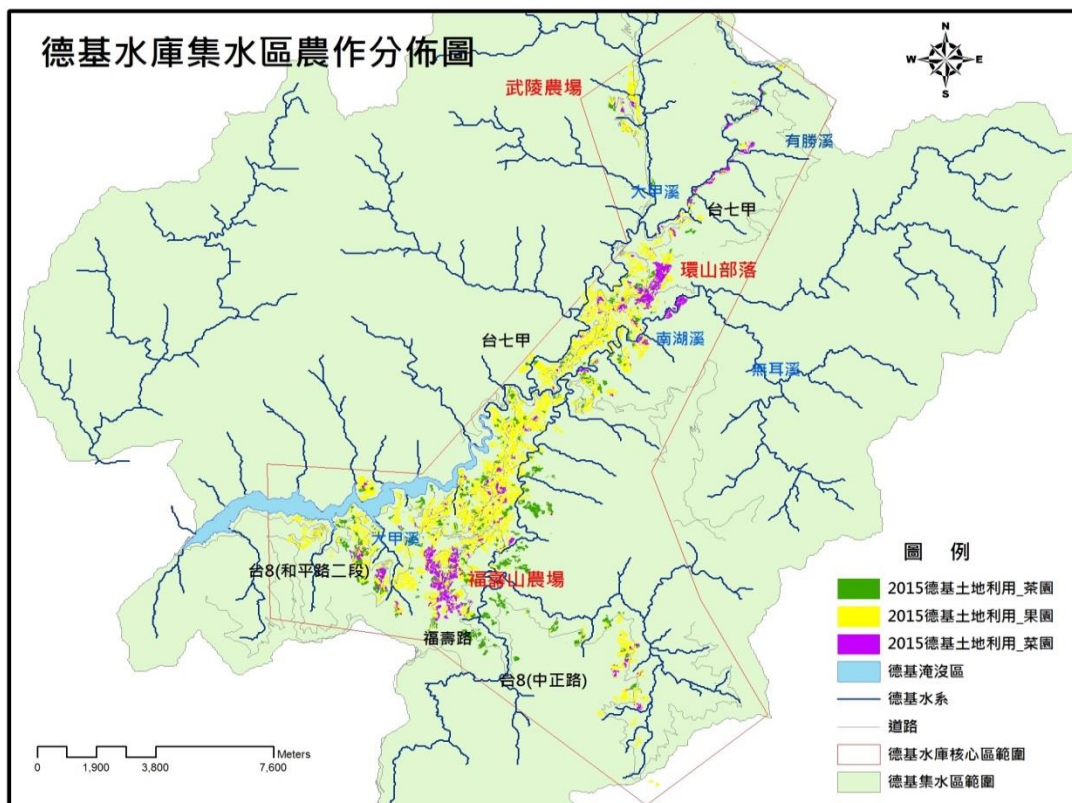 德基水庫集水區農作分佈圖
N
W E
S
武陵農場
有勝溪
大甲溪
台七甲
環山部落
台七甲
南湖溪
無耳溪
大甲溪
台8(和平路二段)
福壽山農場
福壽路
台8(中正路)
圖 例
2015德基土地利用_茶園
2015德基土地利用_果園
2015德基土地利用_菜園
德基淹沒區
德基水系
道路
德基水庫核心區範圍
德基集水區範圍
Meters
0 1,900 3,800 7,600